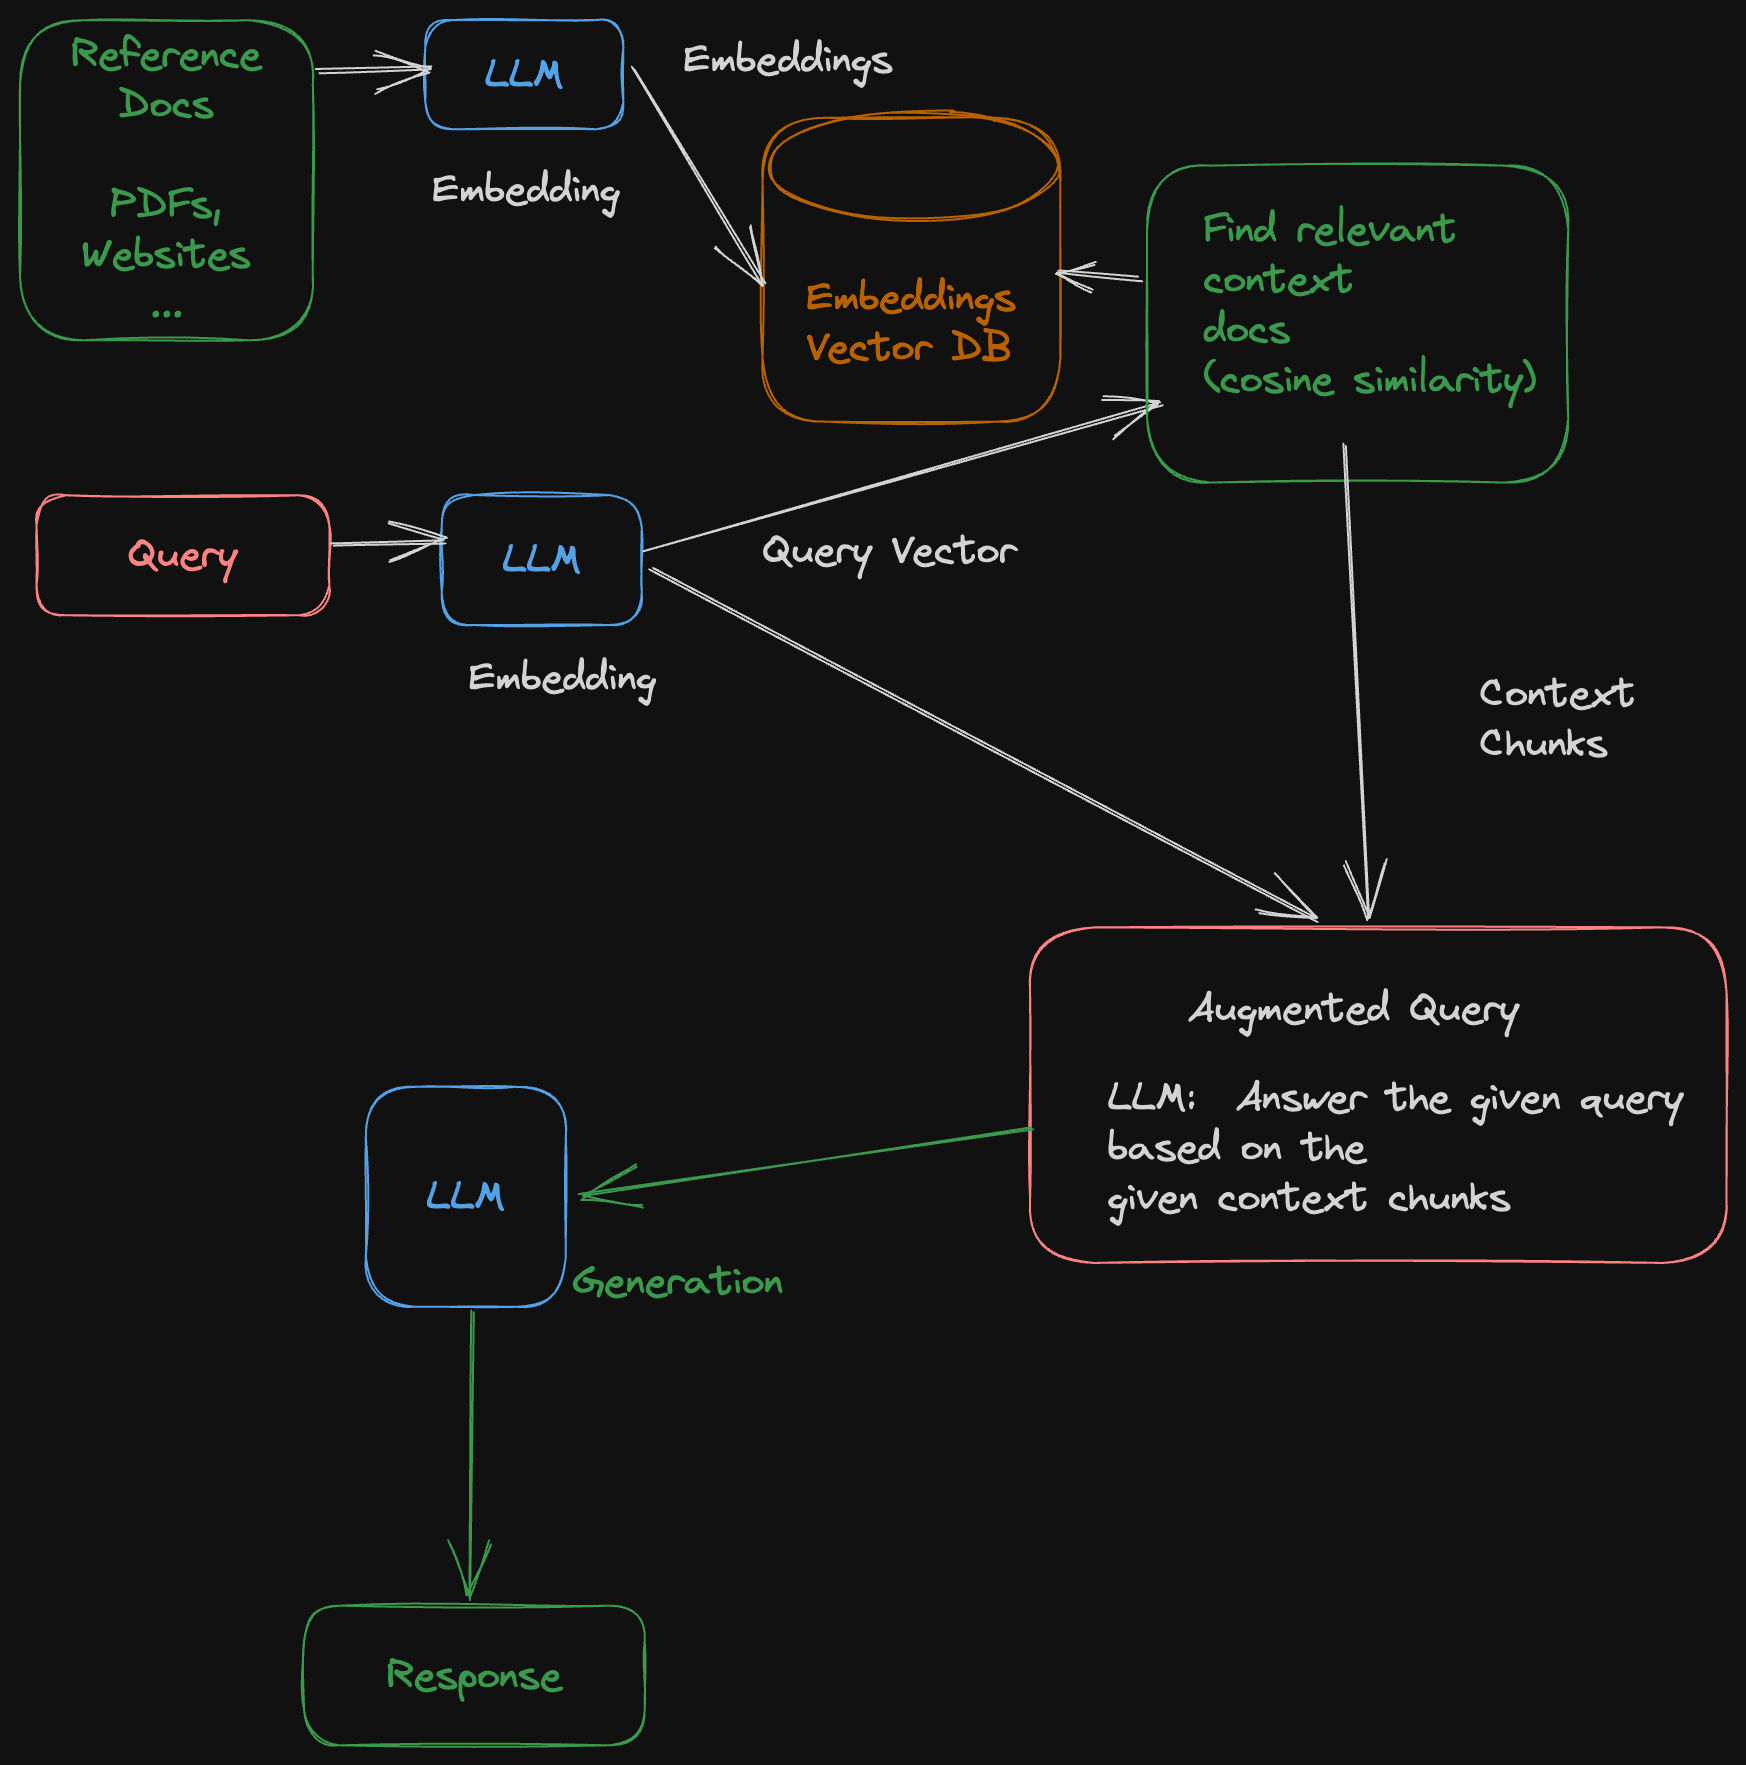 Reference
Docs
PDFs,
Websites
...
LLM
Embedding
Embeddings
Embeddings
Vector DB
Find relevant
context
docs
(cosine similarity)
Query
LLM
Embedding
Query Vector
Context
Chunks
Augmented Query
LLM: Answer the given query
based on the
given context chunks
LLM
Generation
Response